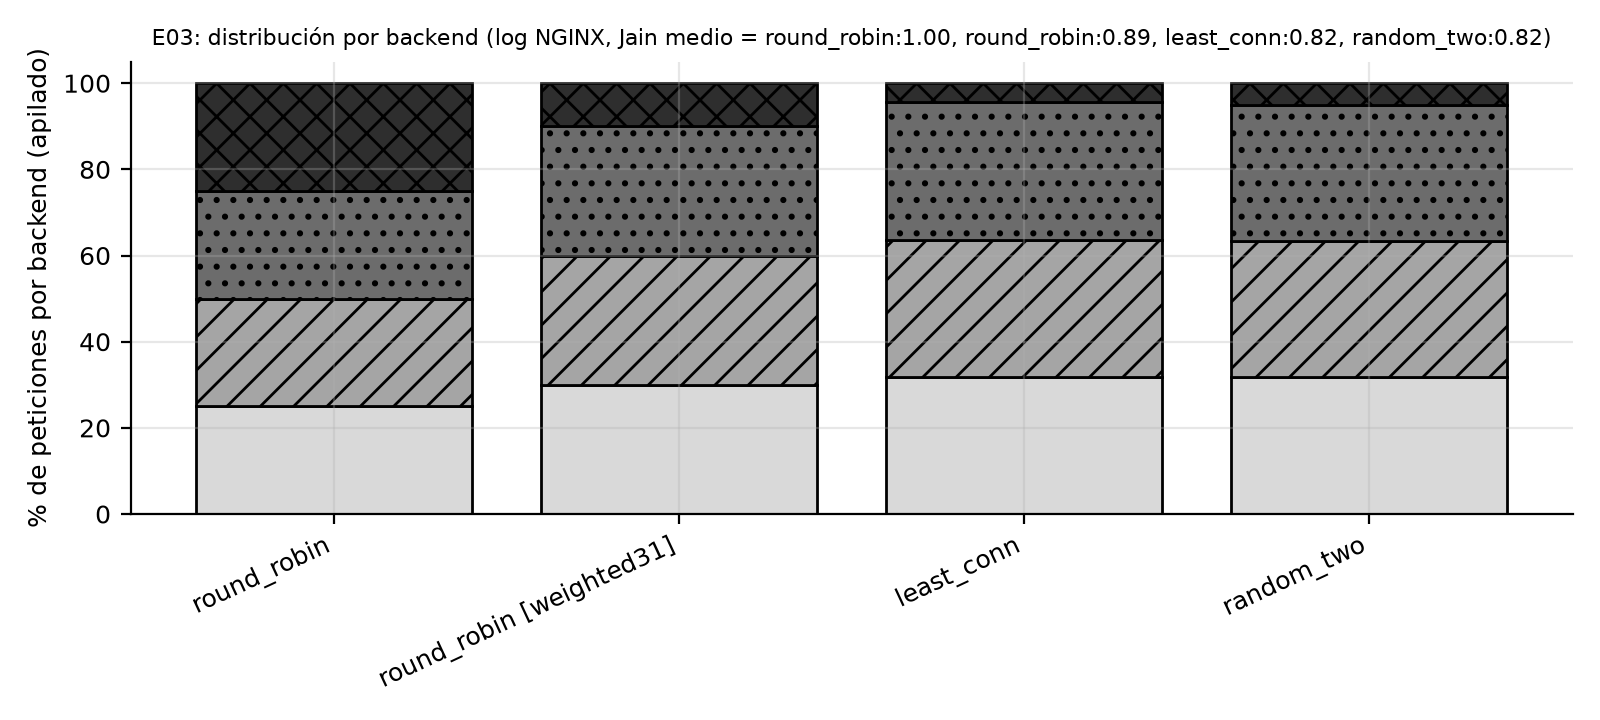 E03: distribución por backend (log NGINX, Jain medio = round_robin:1.00, round_robin:0.89, least_conn:0.82, random_two:0.82)
% de peticiones por backend (apilado)
100
80
60
40
20
0
round_robin
round_robin [weighted31]
least_conn
random_two